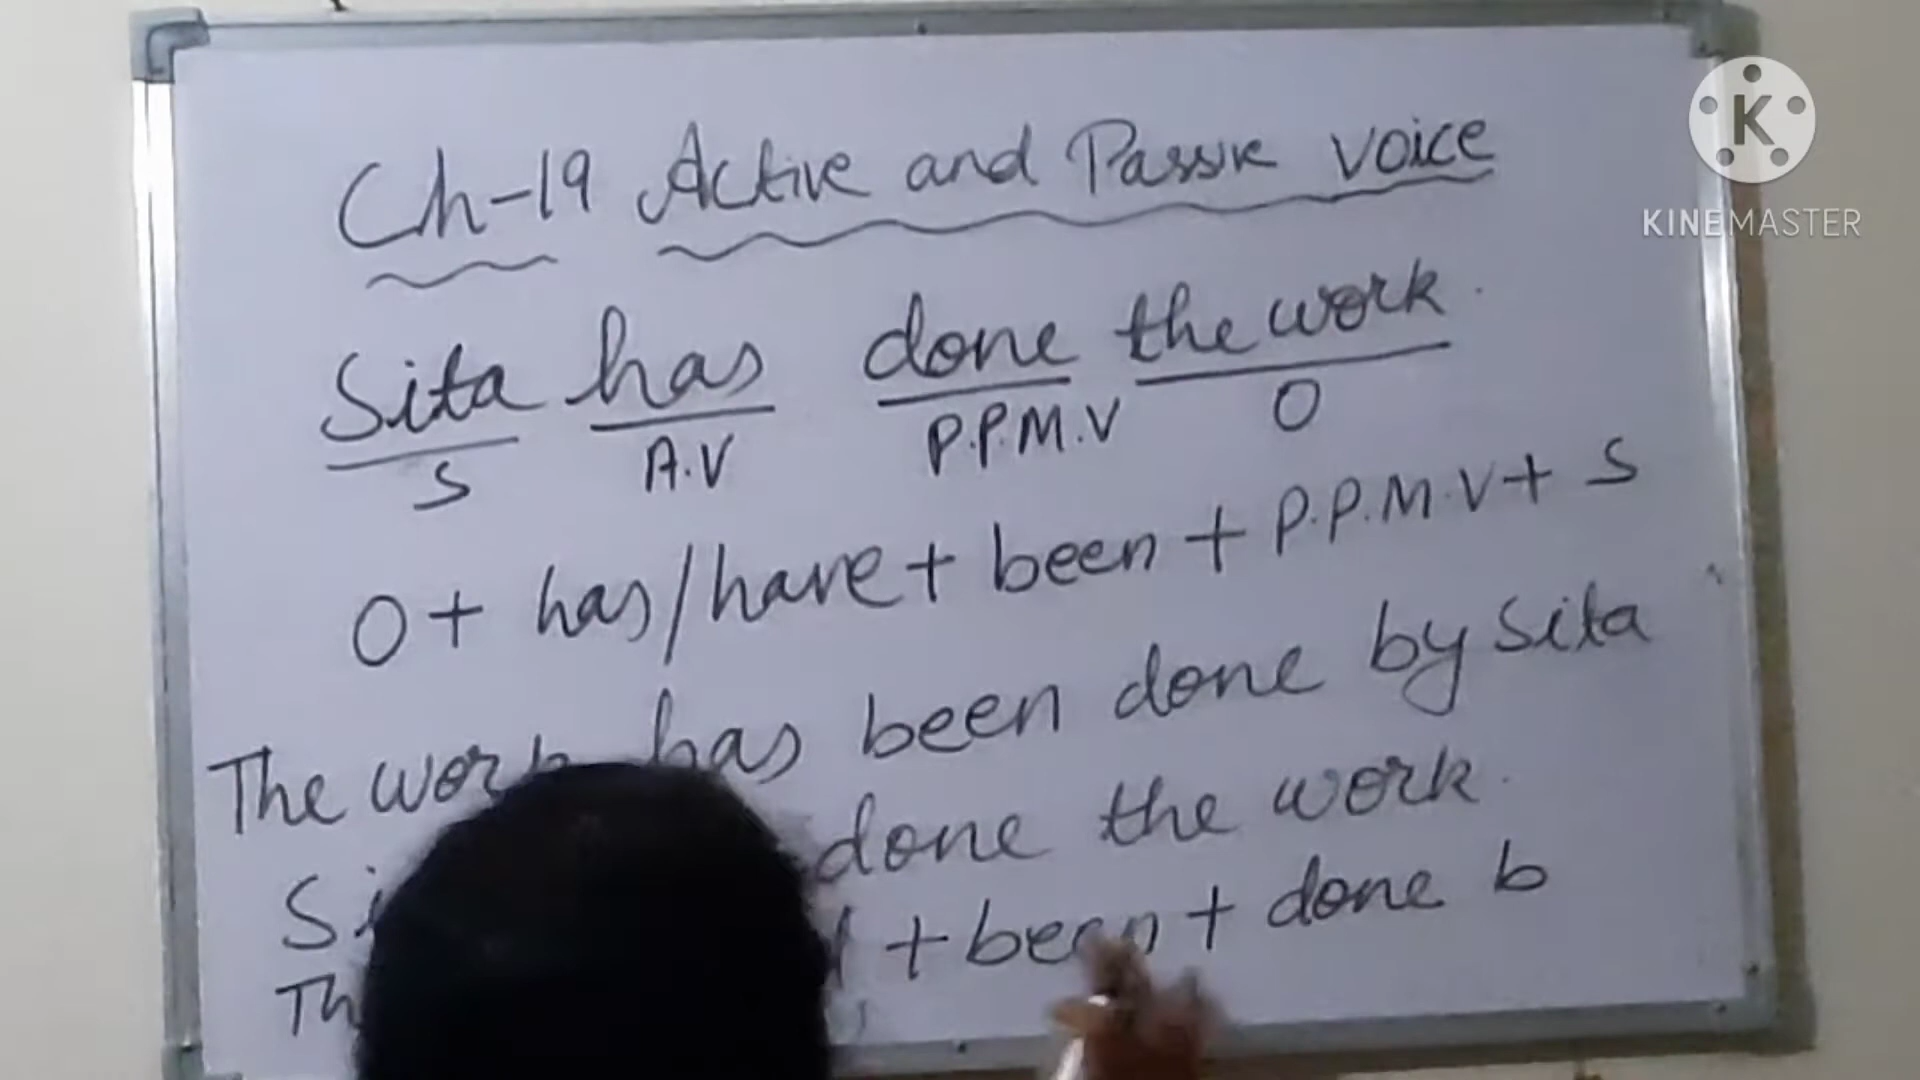 K
KINEMASTER
Ch-19 Active and Passive voice
Sita has done the work.
S A.V P.P.M.V O
O + has/have + been + P.P.M.V + S
The work has been done by Sita
done the work.
+ been + done b